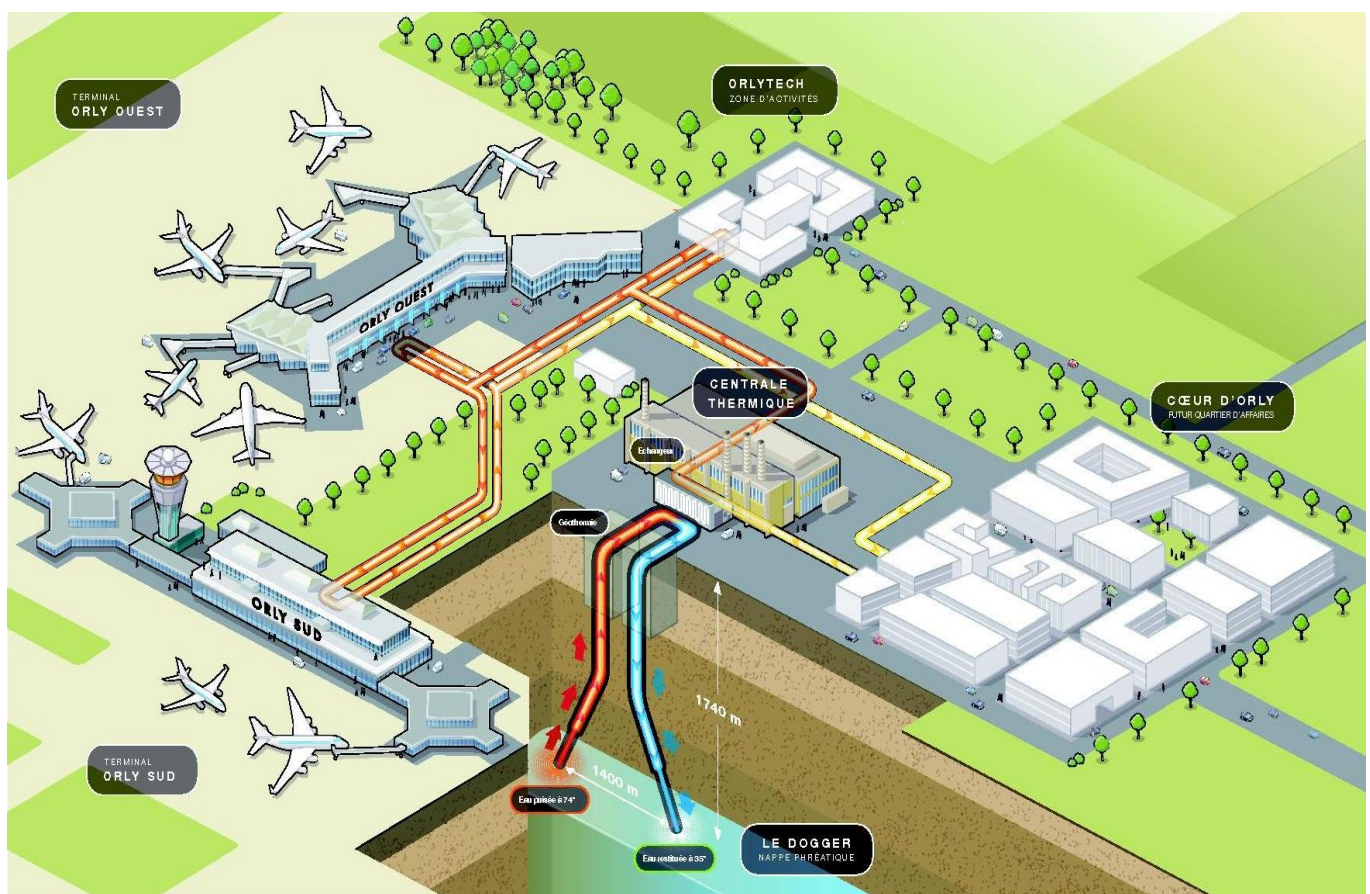 TERMINAL
ORLY OUEST
ORLYTECH
ZONE D'ACTIVITÉS
ORLY OUEST
CENTRALE
THERMIQUE
CŒUR D'ORLY
FUTUR QUARTIER D'AFFAIRES
Echangeur
Géothermie
ORLY SUD
1740 m
1400 m
TERMINAL
ORLY SUD
Eau puisée à 74°
LE DOGGER
NAPPE PHRÉATIQUE
Eau restituée à 35°